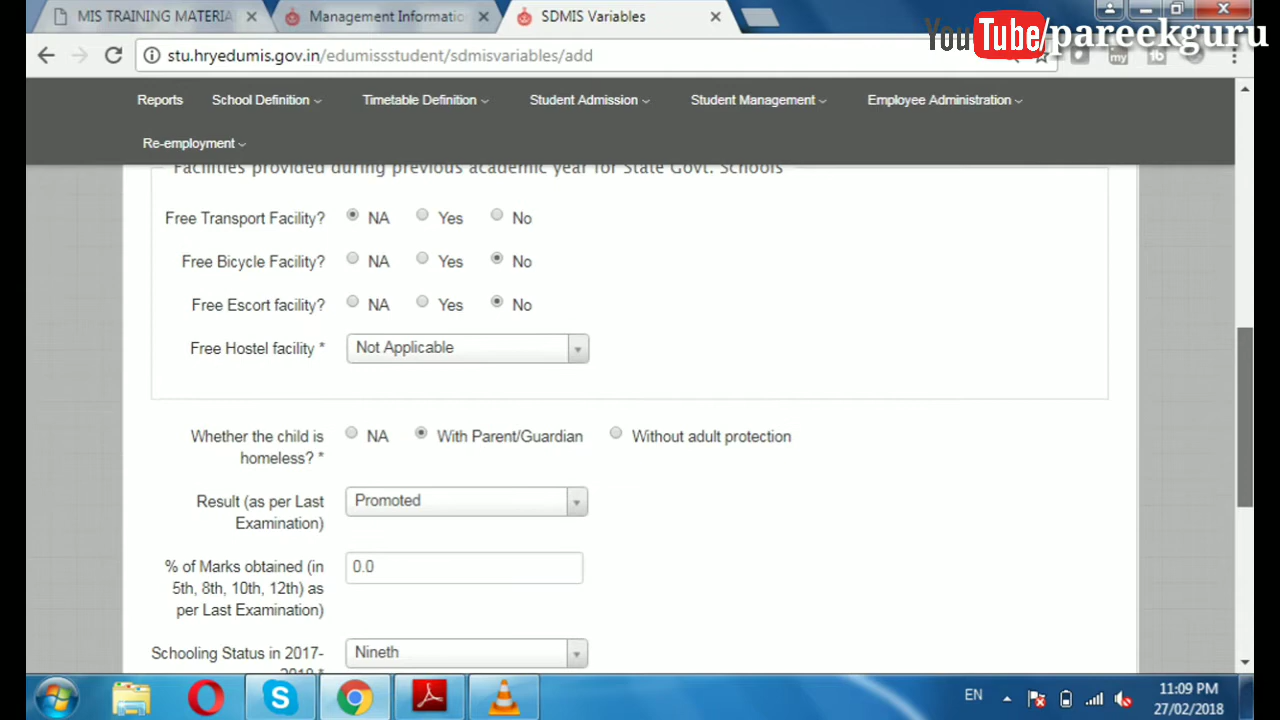 MIS TRAINING MATERIA
Management Informatio
SDMIS Variables
YouTube/pareekguru
stu.hryedumis.gov.in/edumissstudent/sdmisvariables/add
my
Reports
School Definition
Timetable Definition
Student Admission
Student Management
Employee Administration
Re-employment
Facilities provided during previous academic year for State Govt. Schools
Free Transport Facility? NA Yes No
Free Bicycle Facility? NA Yes No
Free Escort facility? NA Yes No
Free Hostel facility * Not Applicable
Whether the child is
homeless? *
NA With Parent/Guardian Without adult protection
Result (as per Last
Examination)
Promoted
% of Marks obtained (in
5th, 8th, 10th, 12th) as
per Last Examination)
0.0
Schooling Status in 2017-
2018 *
Nineth
EN
11:09 PM
27/02/2018